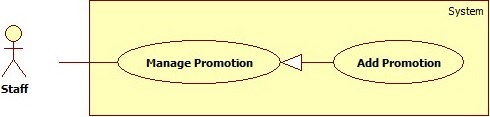 System
Manage Promotion
Add Promotion
Staff